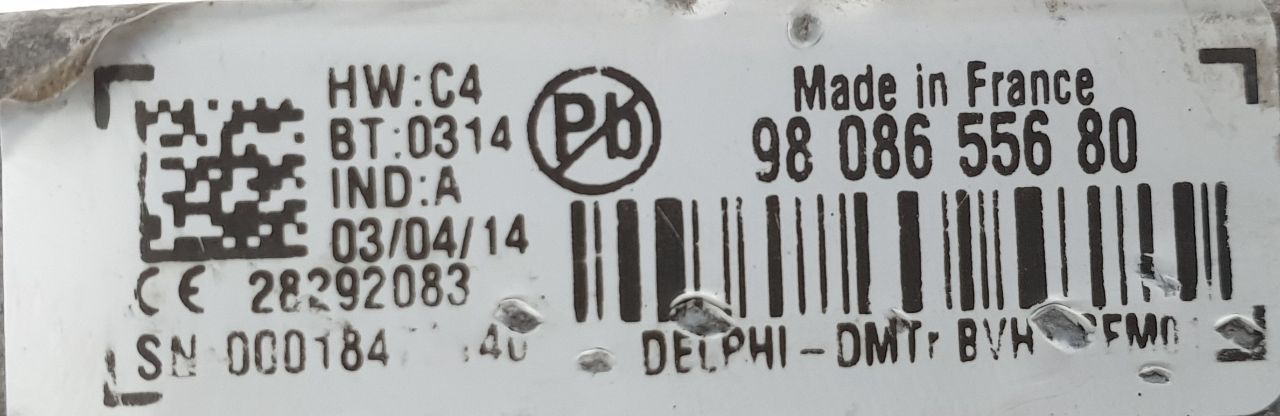 HW:C4
BT:0314
IND:A
03/04/14
CE 28292083
SN 000184
Pb
Made in France
98 086 556 80
DELPHI - DMTr BVH